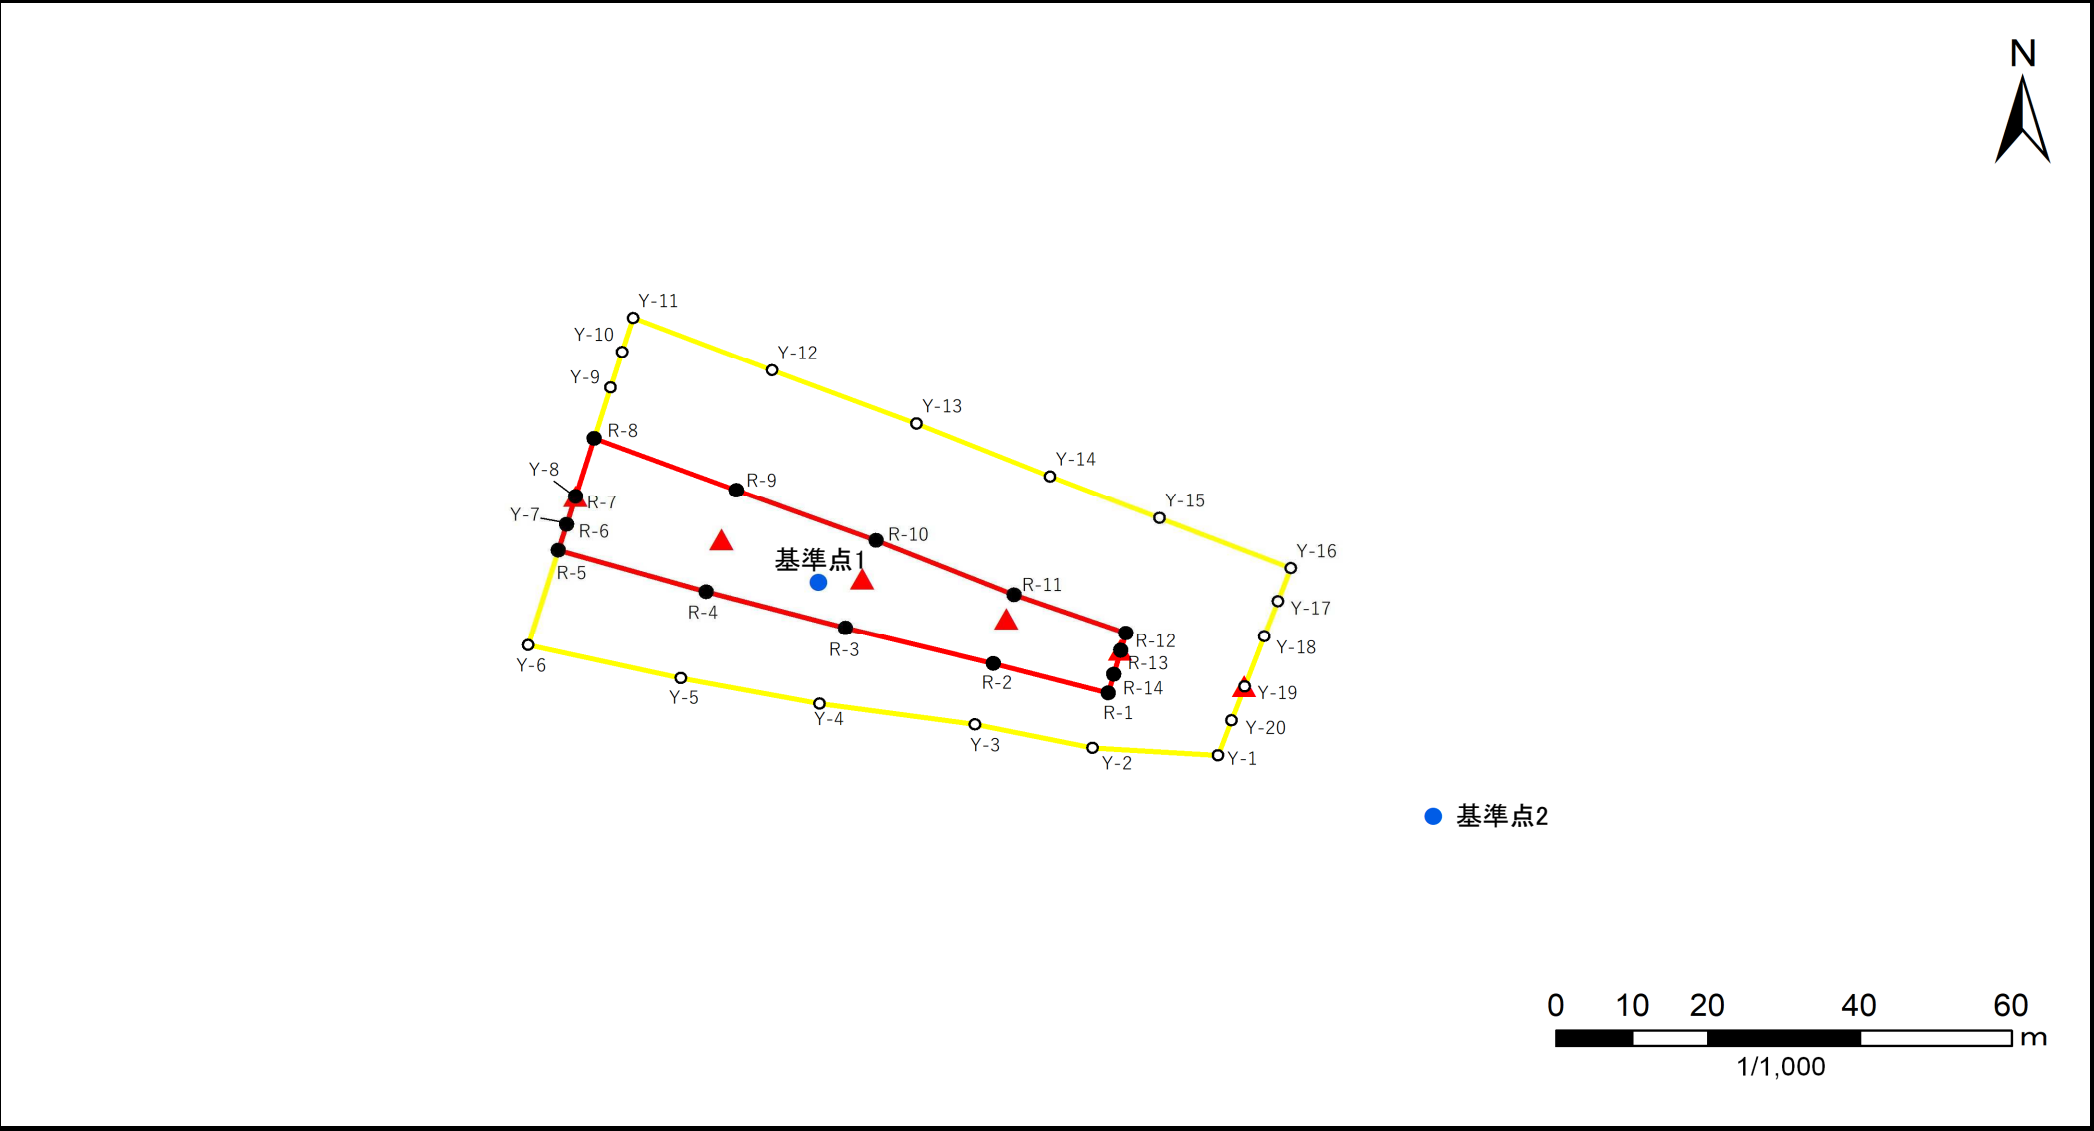 N
Y-11
Y-10
Y-12
Y-9
Y-13
R-8
Y-14
Y-8
R-9
R-7
Y-15
Y-7
R-6
R-10
基準点1
Y-16
R-5
R-11
R-4
Y-17
R-12
R-3
Y-18
Y-6
R-13
R-2
R-14
Y-19
Y-5
R-1
Y-4
Y-20
Y-3
Y-2
Y-1
基準点2
0 10 20 40 60
m
1/1,000